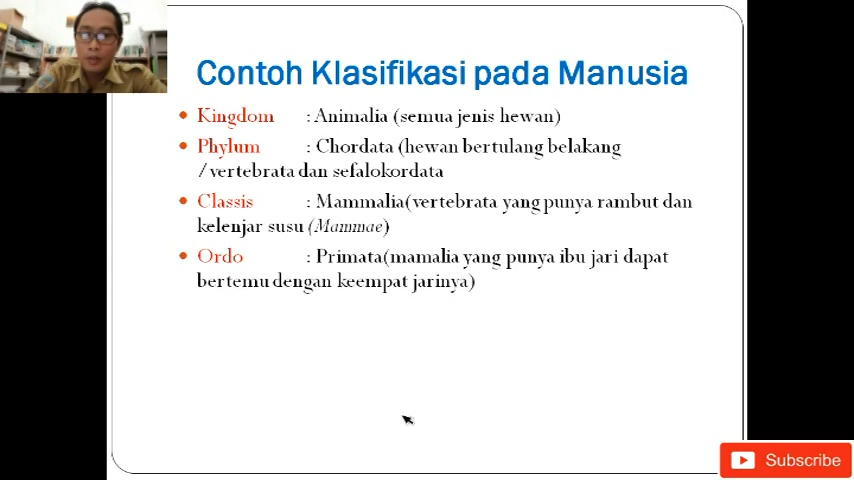 Contoh Klasifikasi pada Manusia
Kingdom : Animalia (semua jenis hewan)
Phylum : Chordata (hewan bertulang belakang
/vertebrata dan sefalokordata
Classis : Mammalia(vertebrata yang punya rambut dan
kelenjar susu (Mammae)
Ordo : Primata(mamalia yang punya ibu jari dapat
bertemu dengan keempat jarinya)
Subscribe